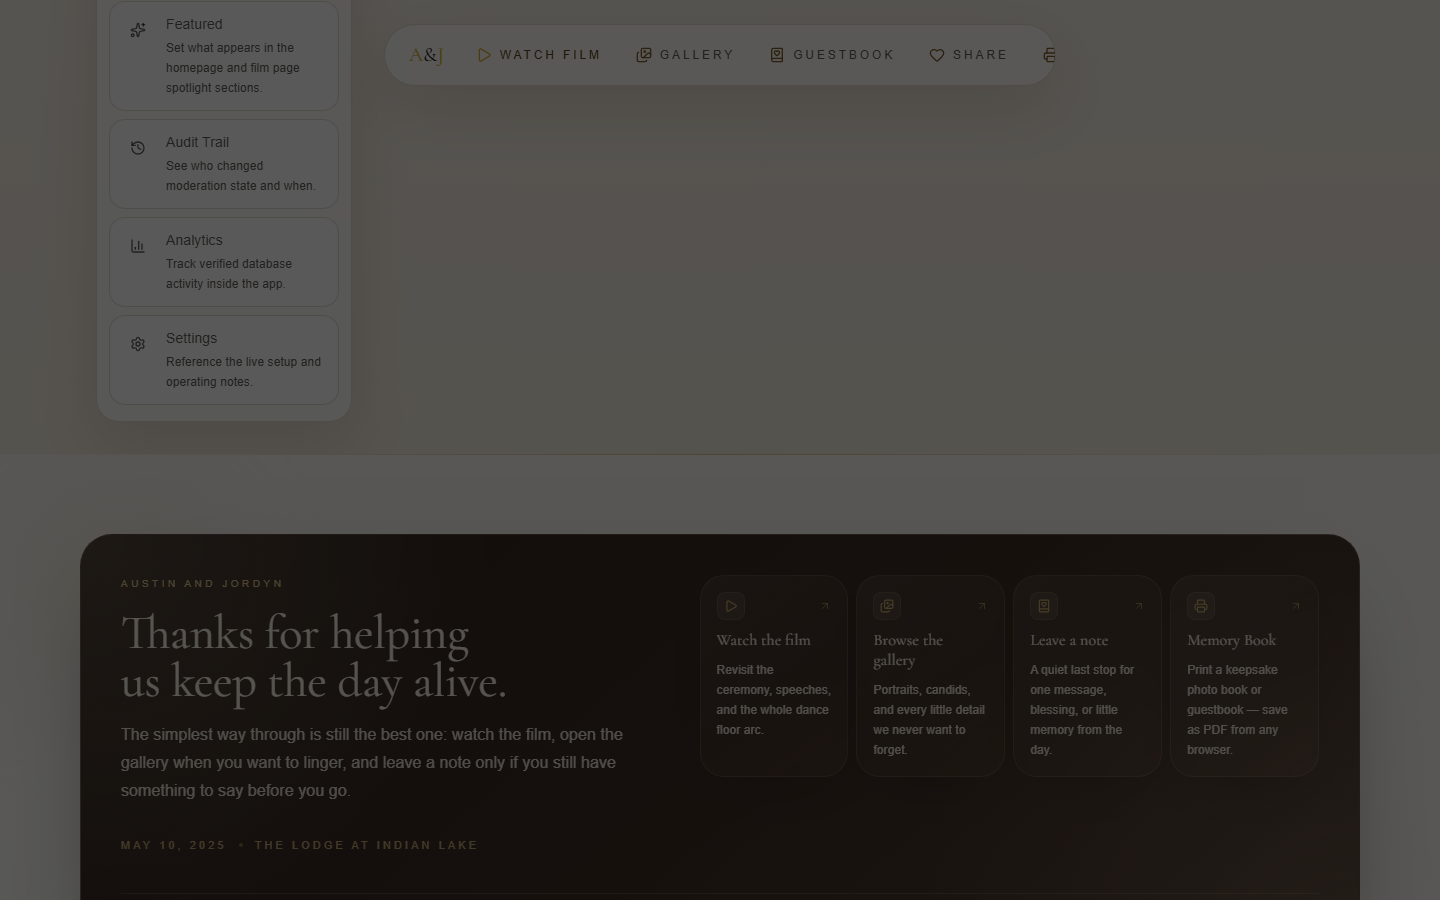 Featured
Set what appears in the
homepage and film page
spotlight sections.
Audit Trail
See who changed
moderation state and when.
Analytics
Track verified database
activity inside the app.
Settings
Reference the live setup and
operating notes.
A&J
WATCH FILM
GALLERY
GUESTBOOK
SHARE
AUSTIN AND JORDYN
Thanks for helping
us keep the day alive.
The simplest way through is still the best one: watch the film, open the
gallery when you want to linger, and leave a note only if you still have
something to say before you go.
MAY 10, 2025 • THE LODGE AT INDIAN LAKE
Watch the film
Revisit the
ceremony, speeches,
and the whole dance
floor arc.
Browse the
gallery
Portraits, candids,
and every little detail
we never want to
forget.
Leave a note
A quiet last stop for
one message,
blessing, or little
memory from the
day.
Memory Book
Print a keepsake
photo book or
guestbook — save
as PDF from any
browser.